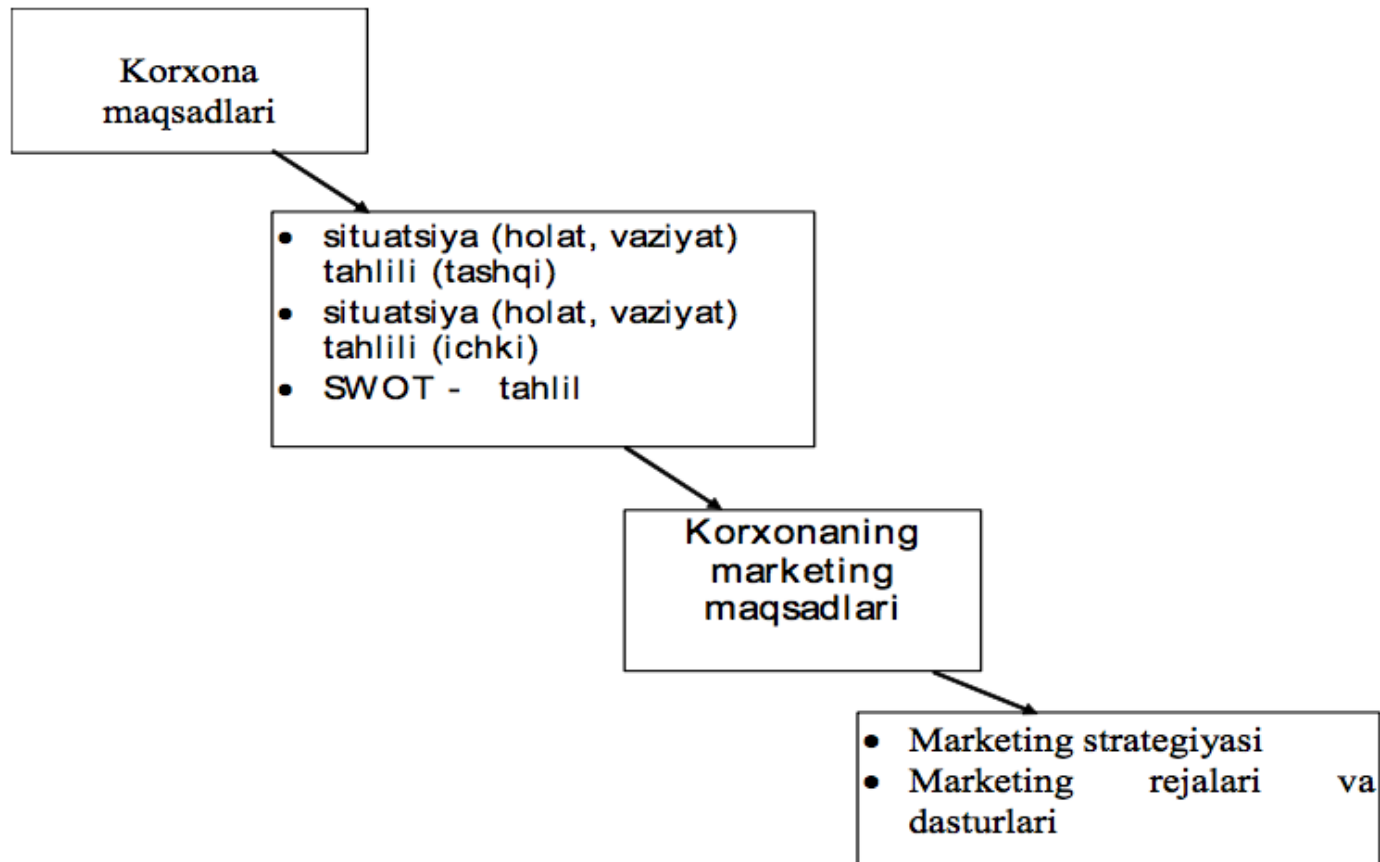 Korxona
maqsadlari
• situatsiya (holat, vaziyat)
tahlili (tashqi)
• situatsiya (holat, vaziyat)
tahlili (ichki)
• SWOT - tahlil
Korxonaning
marketing
maqsadlari
• Marketing strategiyasi
• Marketing rejalari va
dasturlari